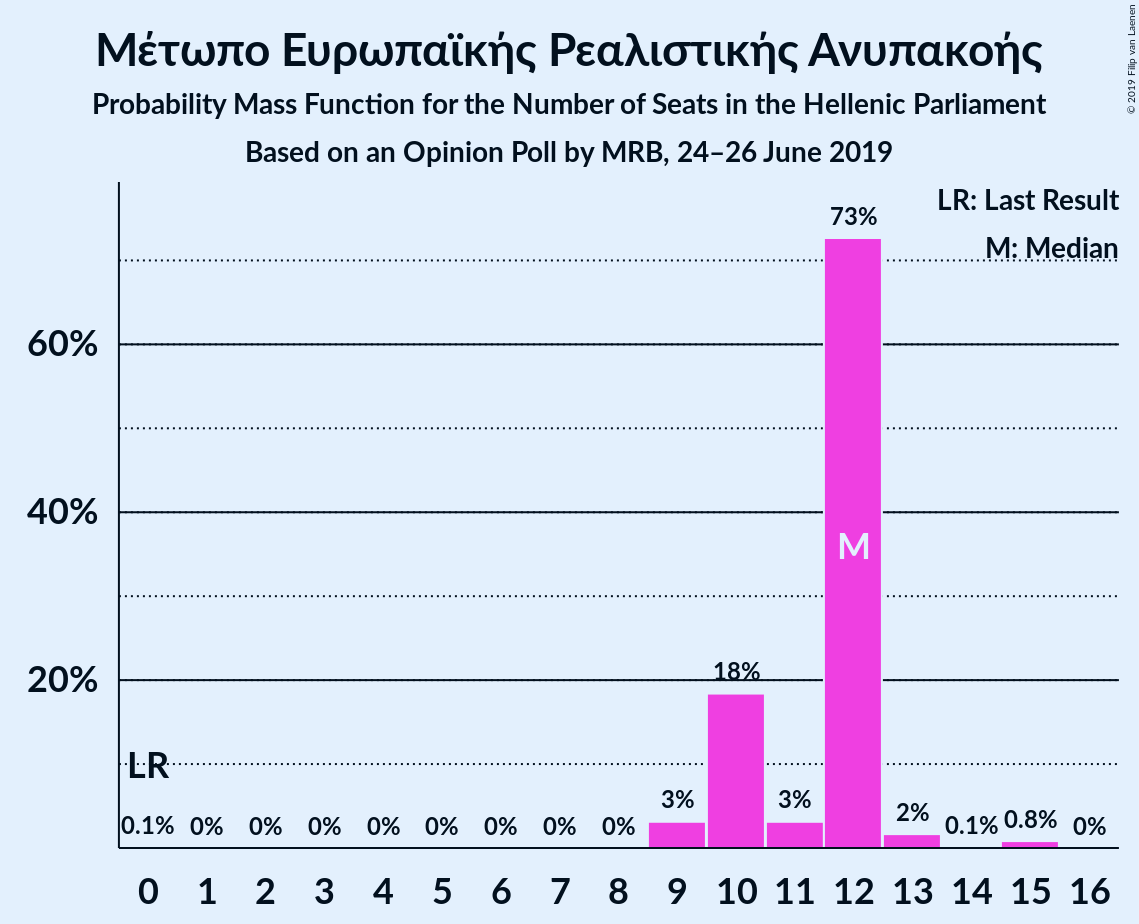 Μέτωπο Ευρωπαϊκής Ρεαλιστικής Ανυπακοής
Probability Mass Function for the Number of Seats in the Hellenic Parliament
Based on an Opinion Poll by MRB, 24–26 June 2019
© 2019 Filip van Laenen
LR: Last Result
M: Median
73%
60%
40%
M
20%
18%
LR
0.1% 0% 0% 0% 0% 0% 0% 0% 0% 3% 3% 2% 0.1% 0.8% 0%
0 1 2 3 4 5 6 7 8 9 10 11 12 13 14 15 16